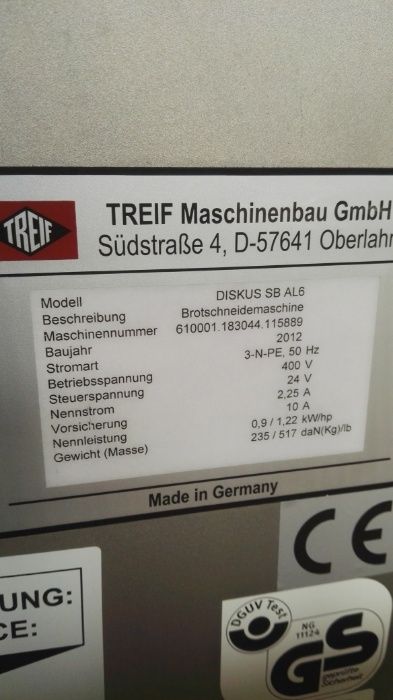 TREIF
TREIF Maschinenbau GmbH
Südstraße 4, D-57641 Oberlahr
Modell DISKUS SB AL6
Beschreibung Brotschneidemaschine
Maschinennummer 610001.183044.115889
Baujahr 2012
Stromart 3-N-PE, 50 Hz
Betriebsspannung 400 V
Steuerspannung 24 V
Nennstrom 2,25 A
Vorsicherung 10 A
Nennleistung 0,9 / 1,22 kW/hp
Gewicht (Masse) 235 / 517 daN(Kg)/lb
Made in Germany
CE
UNG:
CE:
DGUV Test
NG
11124
GS
geprüfte
Sicherheit